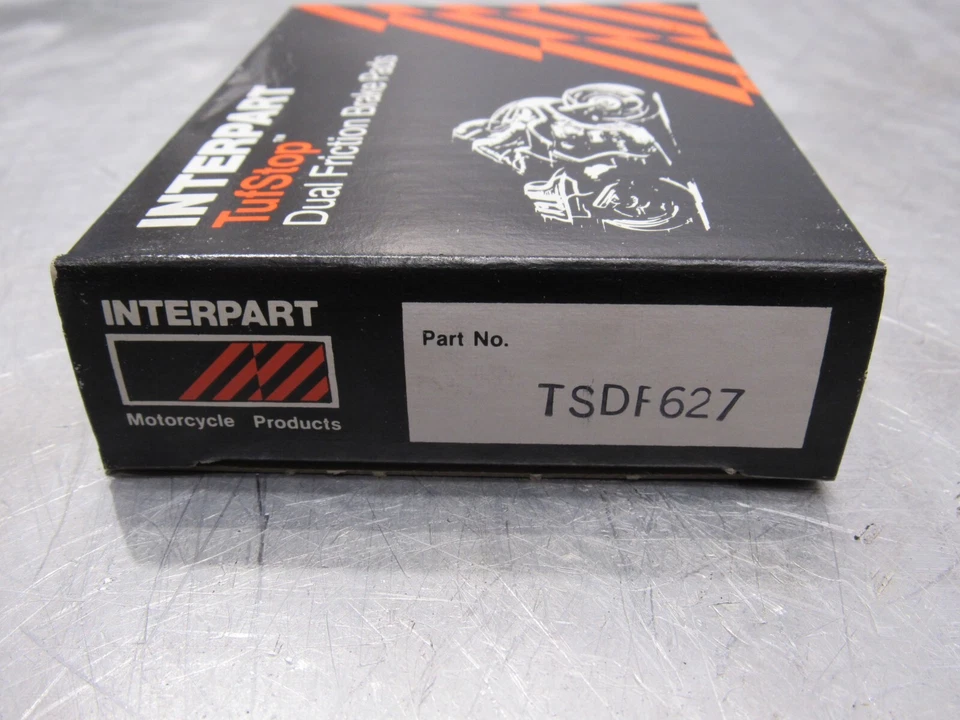 INTERPART
TufStop™
Dual Friction Brake Pads
INTERPART
Motorcycle Products
Part No.
TSDF627